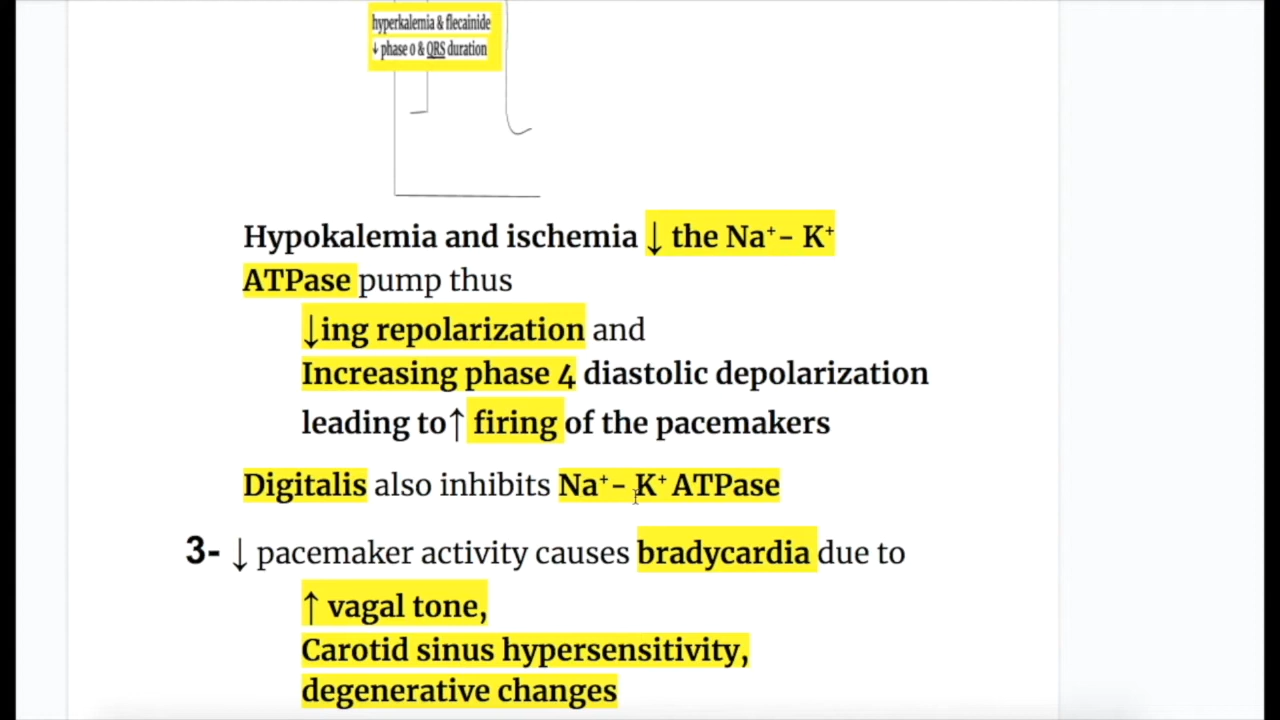 hyperkalemia & flecainide
↓ phase 0 & QRS duration
Hypokalemia and ischemia ↓ the Na⁺- K⁺
ATPase pump thus
↓ing repolarization and
Increasing phase 4 diastolic depolarization
leading to↑ firing of the pacemakers
Digitalis also inhibits Na⁺- K⁺ ATPase
3- ↓ pacemaker activity causes bradycardia due to
↑ vagal tone,
Carotid sinus hypersensitivity,
degenerative changes